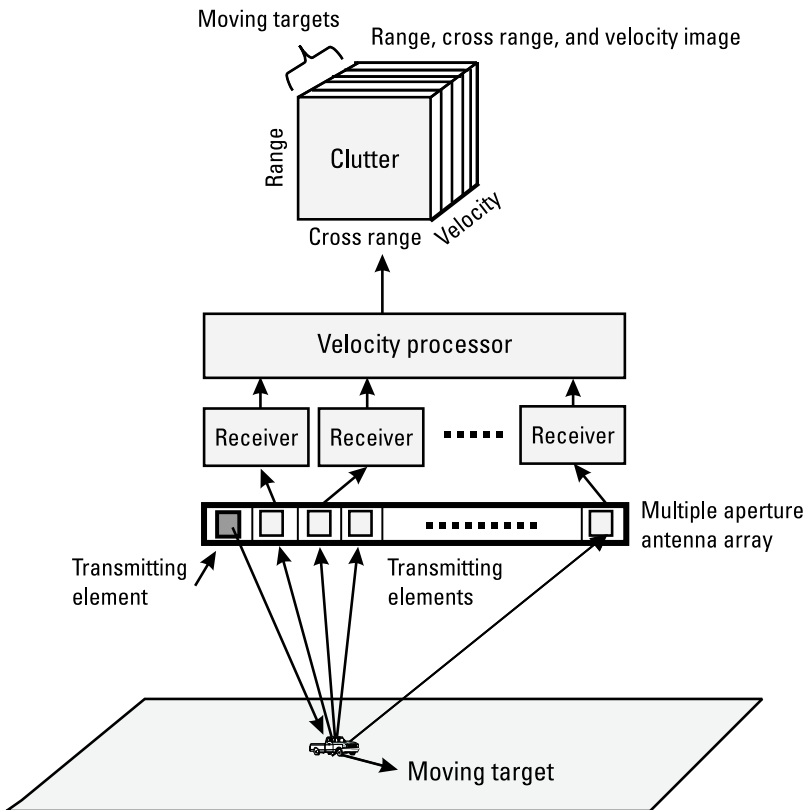 Moving targets
Range, cross range, and velocity image
Range
Clutter
Velocity
Cross range
Velocity processor
Receiver
Receiver
Receiver
Multiple aperture
antenna array
Transmitting
element
Transmitting
elements
Moving target